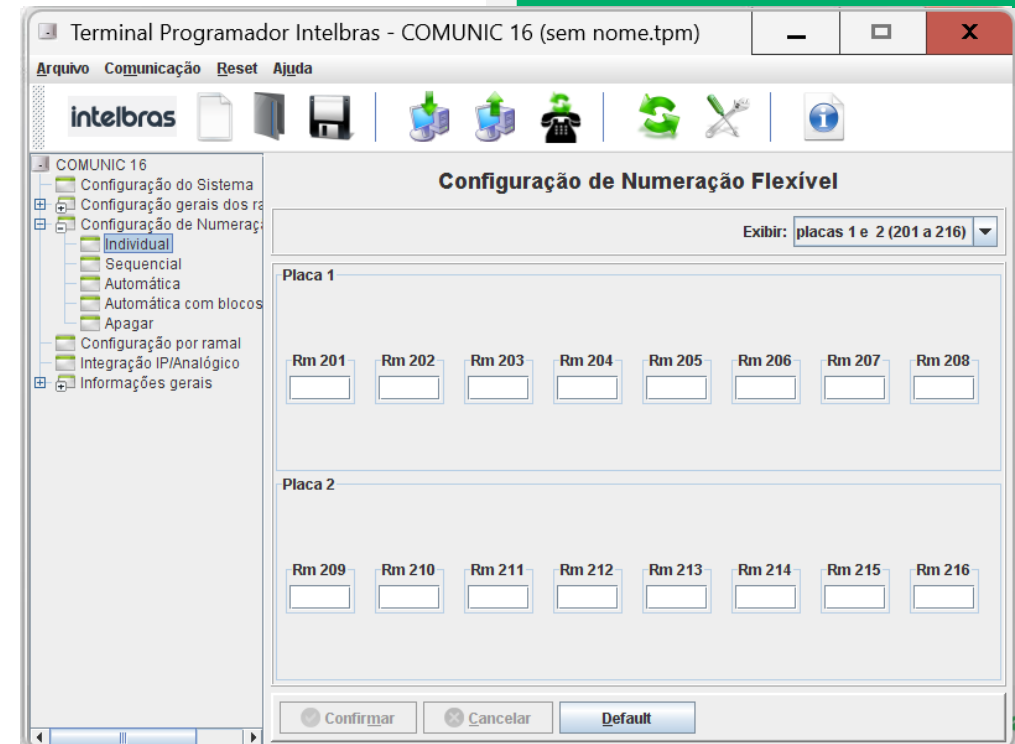 Terminal Programador Intelbras - COMUNIC 16 (sem nome.tpm)
Arquivo Comunicação Reset Ajuda
intelbras
COMUNIC 16
Configuração do Sistema
Configuração gerais dos ra
Configuração de Numeraç
Individual
Sequencial
Automática
Automática com blocos
Apagar
Configuração por ramal
Integração IP/Analógico
Informações gerais
Configuração de Numeração Flexível
Exibir: placas 1 e 2 (201 a 216)
Placa 1
Rm 201 Rm 202 Rm 203 Rm 204 Rm 205 Rm 206 Rm 207 Rm 208
Placa 2
Rm 209 Rm 210 Rm 211 Rm 212 Rm 213 Rm 214 Rm 215 Rm 216
Confirmar Cancelar Default